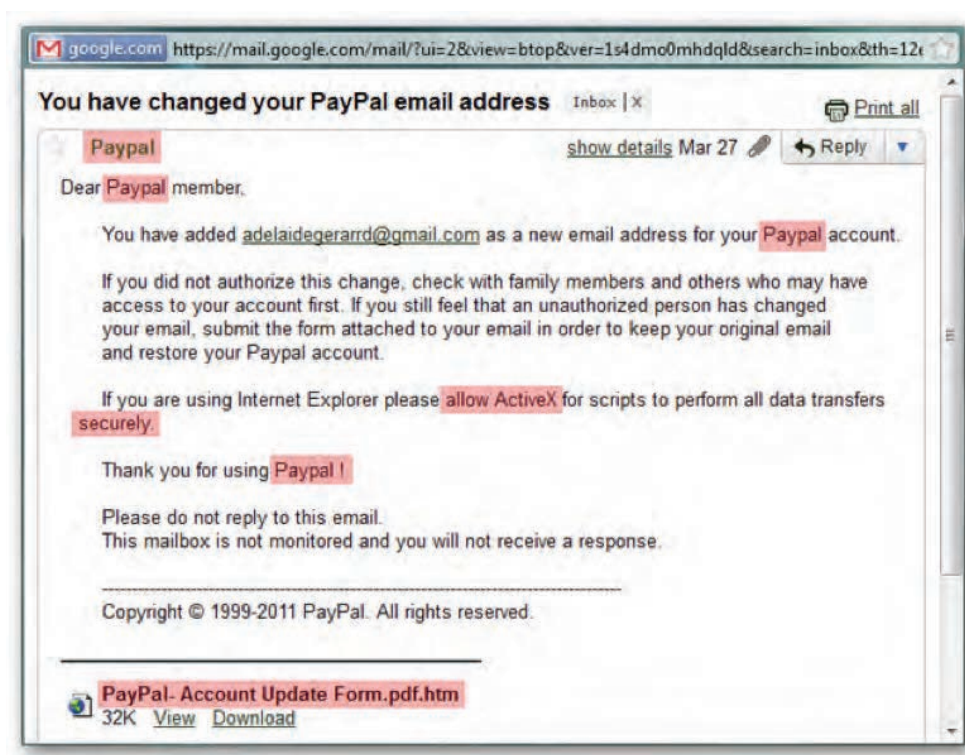 google.com https://mail.google.com/mail/?ui=2&view=btop&ver=1s4dmo0mhdqld&search=inbox&th=12
You have changed your PayPal email address Inbox | X
Print all
Paypal show details Mar 27 Reply
Dear Paypal member,
You have added adelaidegerarrd@gmail.com as a new email address for your Paypal account.
If you did not authorize this change, check with family members and others who may have
access to your account first. If you still feel that an unauthorized person has changed
your email, submit the form attached to your email in order to keep your original email
and restore your Paypal account.
If you are using Internet Explorer please allow ActiveX for scripts to perform all data transfers
securely.
Thank you for using Paypal !
Please do not reply to this email.
This mailbox is not monitored and you will not receive a response.
Copyright © 1999-2011 PayPal. All rights reserved.
PayPal- Account Update Form.pdf.htm
32K View Download